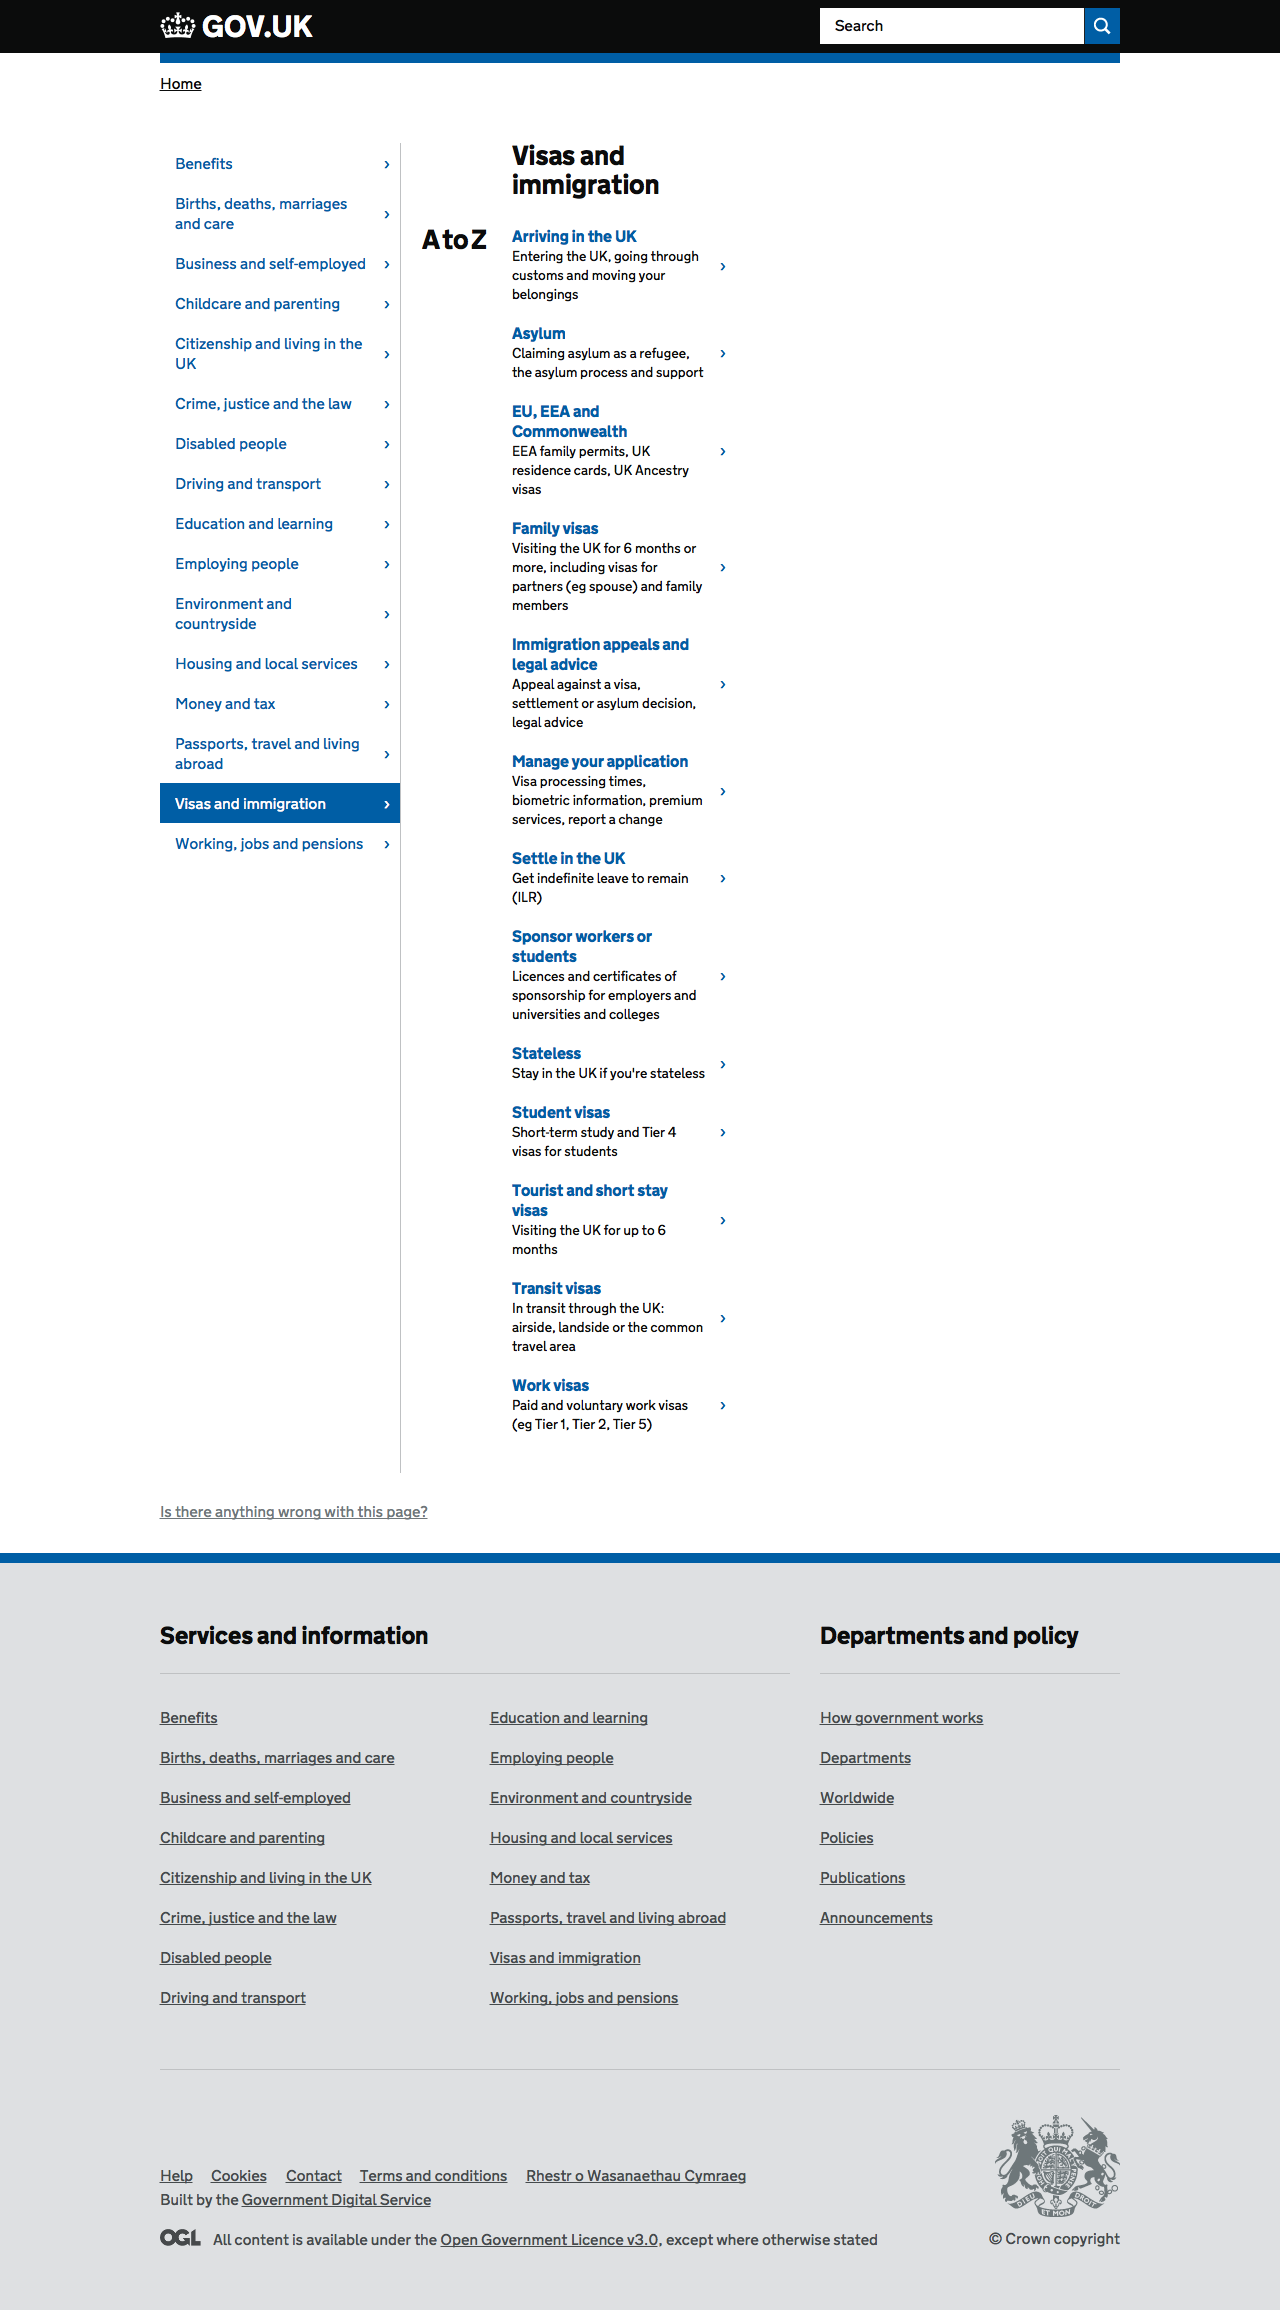 GOV.UK
Search
Home
Benefits ›
Births, deaths, marriages
and care ›
Business and self-employed ›
Childcare and parenting ›
Citizenship and living in the
UK ›
Crime, justice and the law ›
Disabled people ›
Driving and transport ›
Education and learning ›
Employing people ›
Environment and
countryside ›
Housing and local services ›
Money and tax ›
Passports, travel and living
abroad ›
Visas and immigration ›
Working, jobs and pensions ›
A to Z
Visas and
immigration
Arriving in the UK
Entering the UK, going through
customs and moving your
belongings
›
Asylum
Claiming asylum as a refugee,
the asylum process and support
›
EU, EEA and
Commonwealth
EEA family permits, UK
residence cards, UK Ancestry
visas
›
Family visas
Visiting the UK for 6 months or
more, including visas for
partners (eg spouse) and family
members
›
Immigration appeals and
legal advice
Appeal against a visa,
settlement or asylum decision,
legal advice
›
Manage your application
Visa processing times,
biometric information, premium
services, report a change
›
Settle in the UK
Get indefinite leave to remain
(ILR)
›
Sponsor workers or
students
Licences and certificates of
sponsorship for employers and
universities and colleges
›
Stateless
Stay in the UK if you're stateless
›
Student visas
Short-term study and Tier 4
visas for students
›
Tourist and short stay
visas
Visiting the UK for up to 6
months
›
Transit visas
In transit through the UK:
airside, landside or the common
travel area
›
Work visas
Paid and voluntary work visas
(eg Tier 1, Tier 2, Tier 5)
›
Is there anything wrong with this page?
Services and information
Benefits
Births, deaths, marriages and care
Business and self-employed
Childcare and parenting
Citizenship and living in the UK
Crime, justice and the law
Disabled people
Driving and transport
Education and learning
Employing people
Environment and countryside
Housing and local services
Money and tax
Passports, travel and living abroad
Visas and immigration
Working, jobs and pensions
Departments and policy
How government works
Departments
Worldwide
Policies
Publications
Announcements
Help Cookies Contact Terms and conditions Rhestr o Wasanaethau Cymraeg
Built by the Government Digital Service
OGL All content is available under the Open Government Licence v3.0, except where otherwise stated
DIEU ET MON DROIT
© Crown copyright